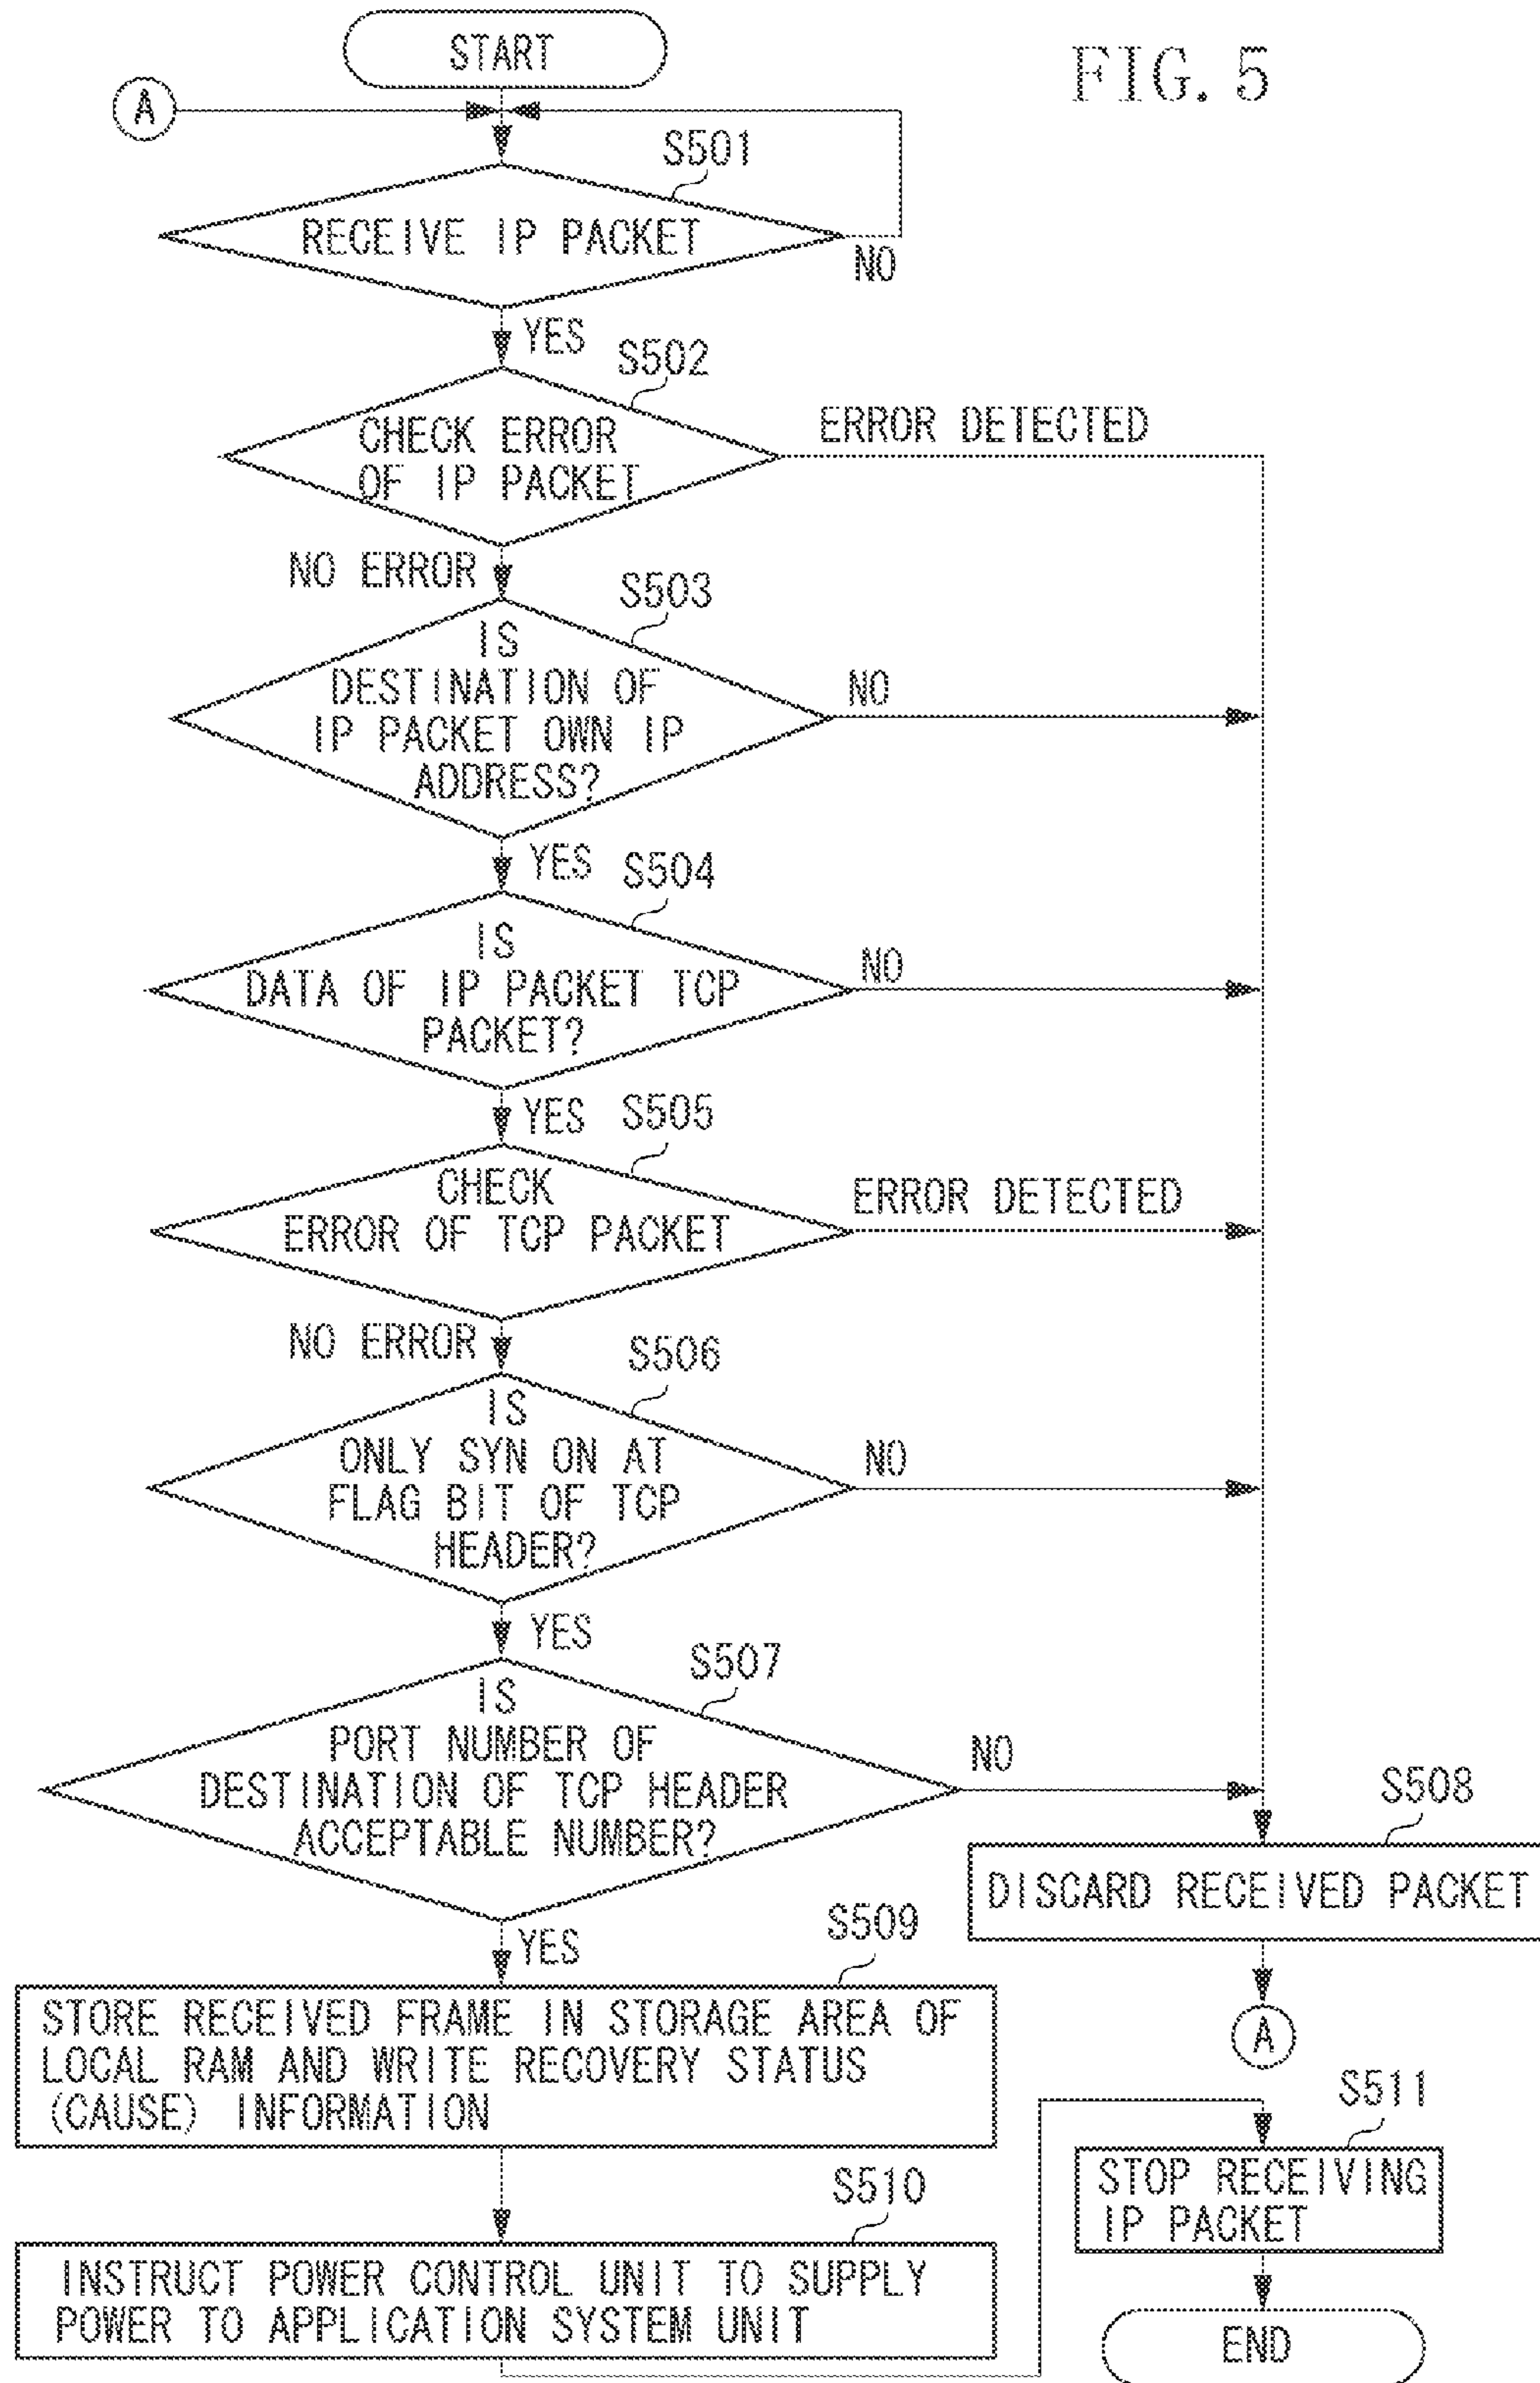 FIG. 5
START
A
S501
RECEIVE IP PACKET
NO
YES
S502
CHECK ERROR
OF IP PACKET
ERROR DETECTED
NO ERROR
S503
IS
DESTINATION OF
IP PACKET OWN IP
ADDRESS?
NO
YES
S504
IS
DATA OF IP PACKET TCP
PACKET?
NO
YES
S505
CHECK
ERROR OF TCP PACKET
ERROR DETECTED
NO ERROR
S506
IS
ONLY SYN ON AT
FLAG BIT OF TCP
HEADER?
NO
YES
S507
IS
PORT NUMBER OF
DESTINATION OF TCP HEADER
ACCEPTABLE NUMBER?
NO
YES
S508
DISCARD RECEIVED PACKET
A
S509
STORE RECEIVED FRAME IN STORAGE AREA OF
LOCAL RAM AND WRITE RECOVERY STATUS
(CAUSE) INFORMATION
S510
INSTRUCT POWER CONTROL UNIT TO SUPPLY
POWER TO APPLICATION SYSTEM UNIT
S511
STOP RECEIVING
IP PACKET
END